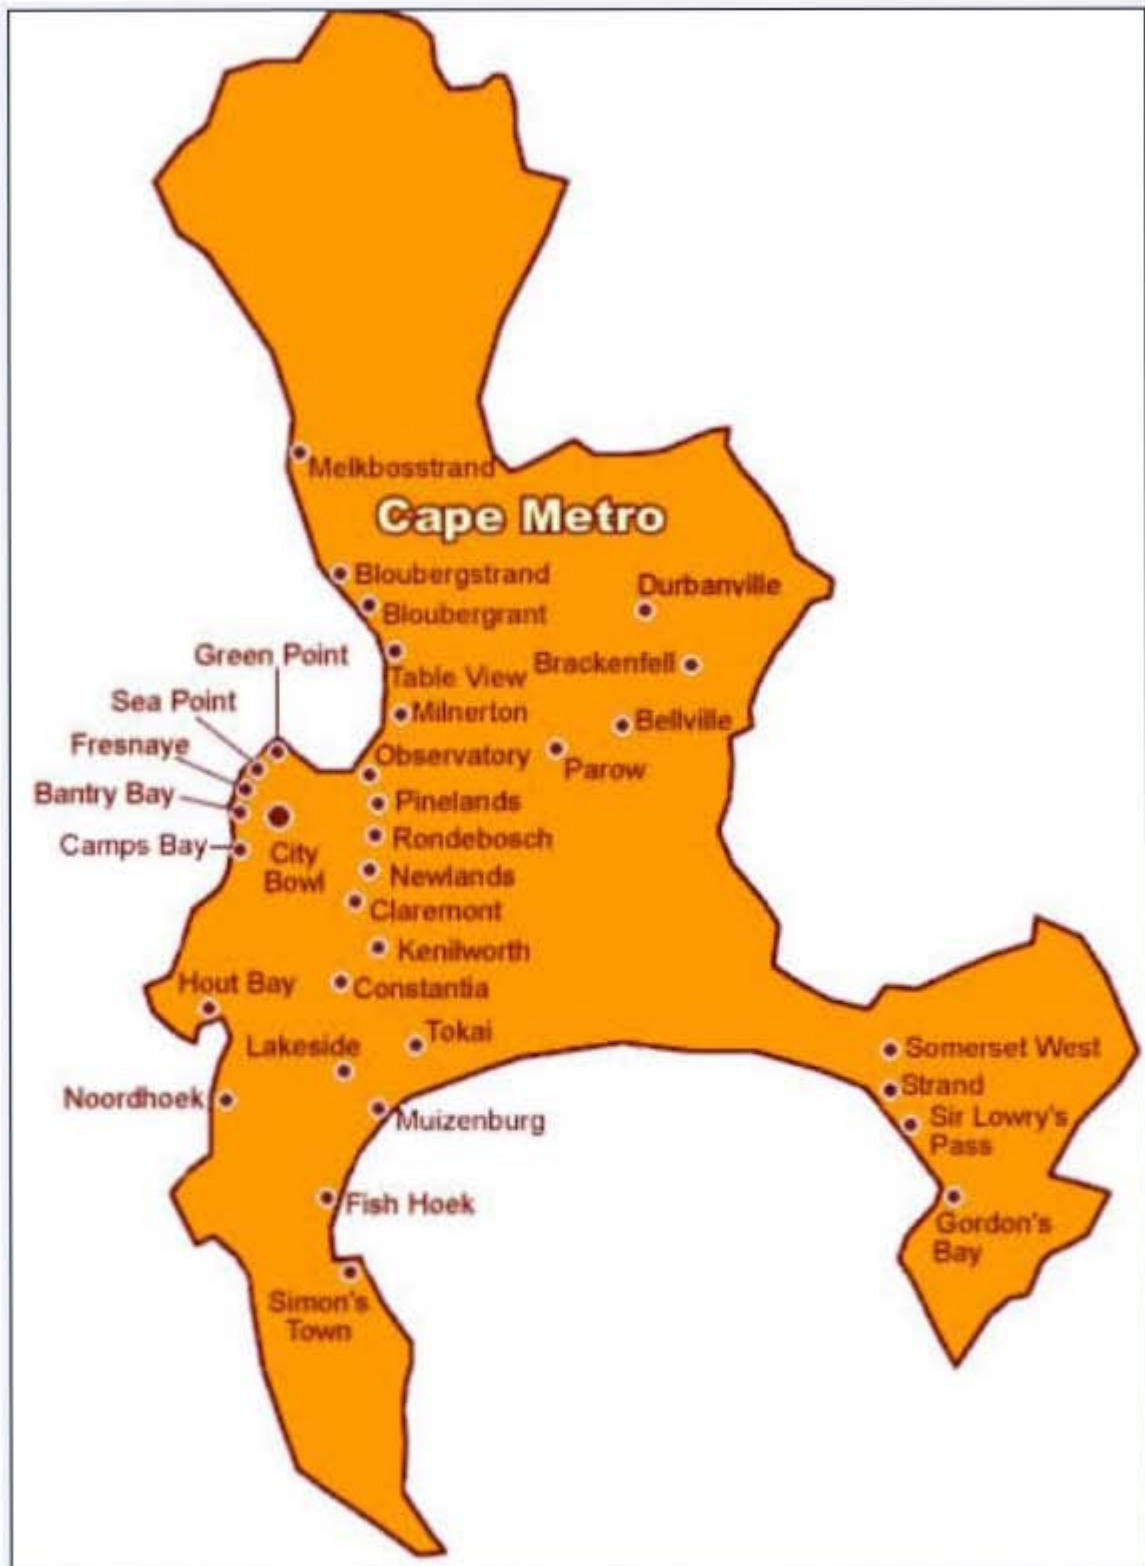 Melkbosstrand
Cape Metro
Bloubergstrand
Durbanville
Bloubergrant
Green Point
Brackenfell
Table View
Sea Point
Milnerton
Bellville
Fresnaye
Observatory
Parow
Bantry Bay
Pinelands
Camps Bay
Rondebosch
City
Bowl
Newlands
Claremont
Kenilworth
Hout Bay
Constantia
Tokai
Lakeside
Somerset West
Strand
Noordhoek
Muizenburg
Sir Lowry's
Pass
Fish Hoek
Gordon's
Bay
Simon's
Town